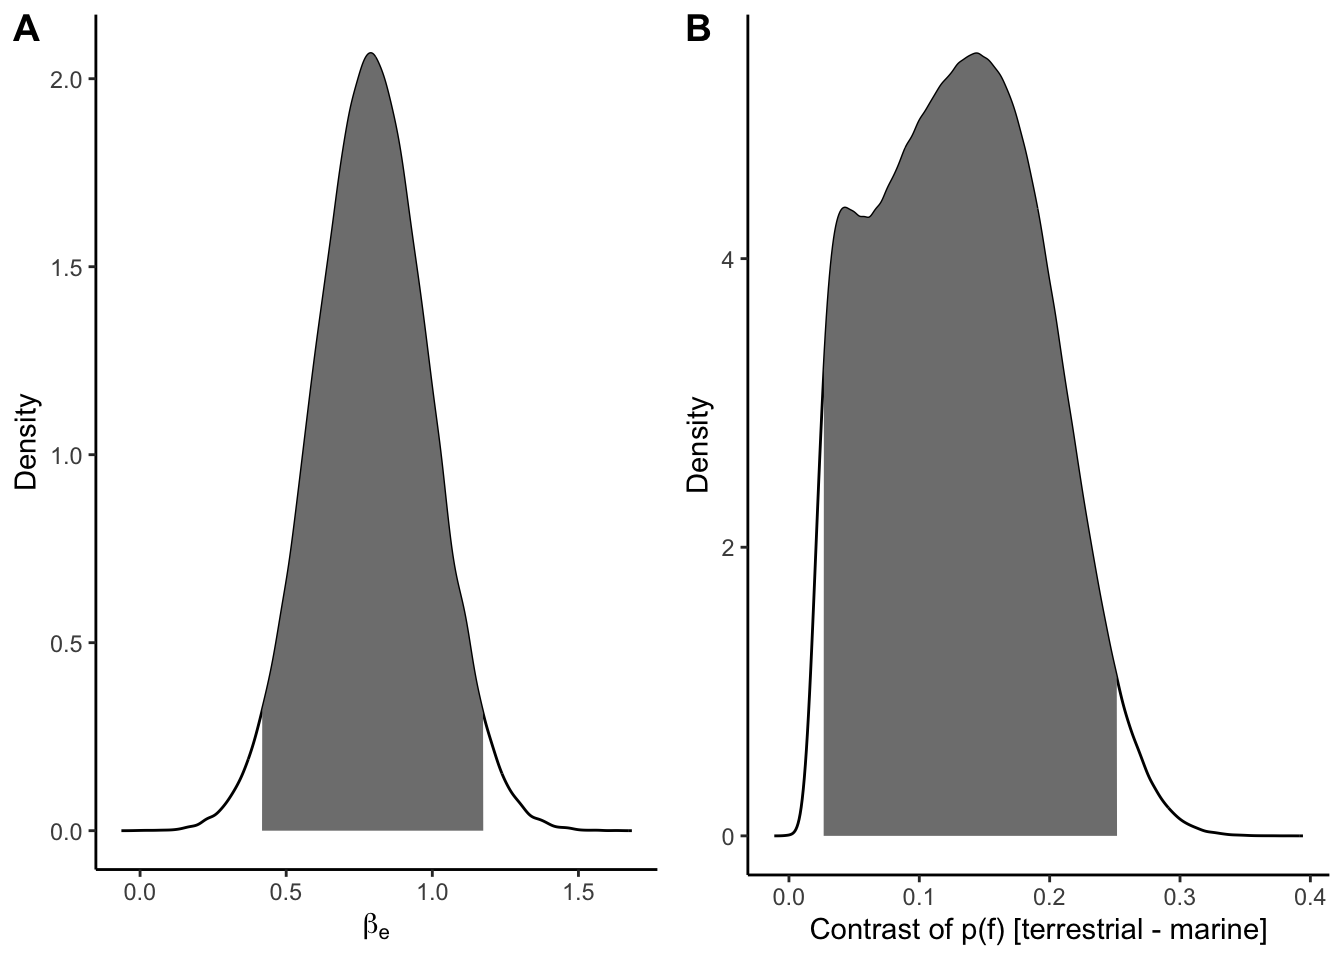 A
Density
2.0
1.5
1.0
0.5
0.0
0.0 0.5 1.0 1.5
βe
B
Density
4
2
0
0.0 0.1 0.2 0.3 0.4
Contrast of p(f) [terrestrial - marine]